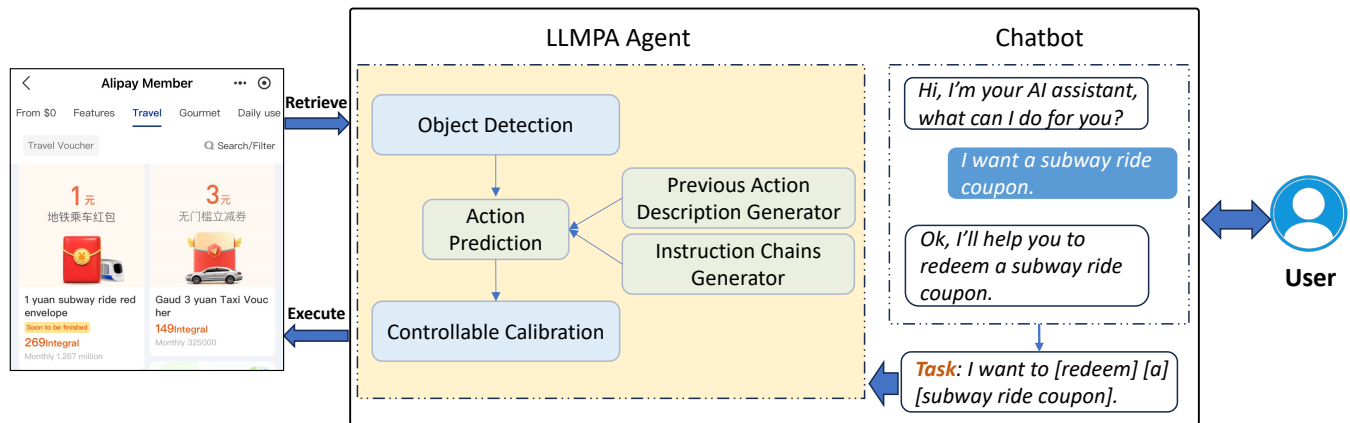 LLMPA Agent
Chatbot
Alipay Member
From $0 Features Travel Gourmet Daily use
Travel Voucher
Search/Filter
1元
地铁乘车红包
1 yuan subway ride red
envelope
Soon to be finished
269Integral
Monthly 1.267 million
3元
无门槛立减券
Gaud 3 yuan Taxi Vouc
her
149Integral
Monthly 325000
Retrieve
Execute
Object Detection
Action
Prediction
Previous Action
Description Generator
Instruction Chains
Generator
Controllable Calibration
Hi, I'm your AI assistant,
what can I do for you?
I want a subway ride
coupon.
Ok, I'll help you to
redeem a subway ride
coupon.
Task: I want to [redeem] [a]
[subway ride coupon].
User